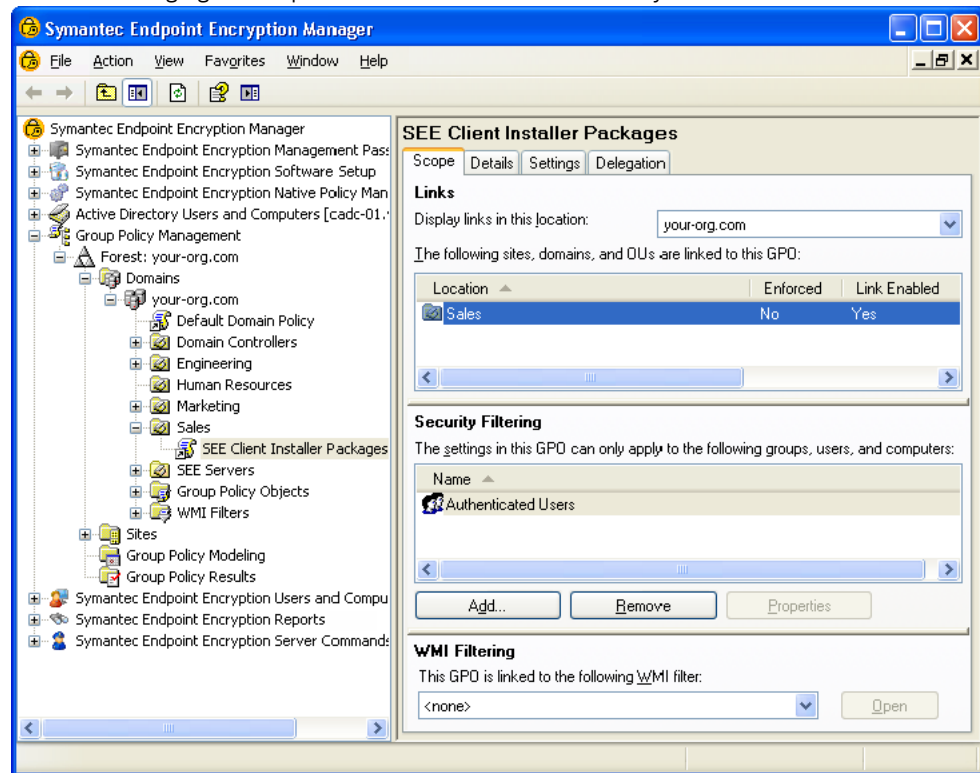 Symantec Endpoint Encryption Manager
File Action View Favorites Window Help
Symantec Endpoint Encryption Manager
Symantec Endpoint Encryption Management Pass
Symantec Endpoint Encryption Software Setup
Symantec Endpoint Encryption Native Policy Man
Active Directory Users and Computers [cadc-01.
Group Policy Management
Forest: your-org.com
Domains
your-org.com
Default Domain Policy
Domain Controllers
Engineering
Human Resources
Marketing
Sales
SEE Client Installer Packages
SEE Servers
Group Policy Objects
WMI Filters
Sites
Group Policy Modeling
Group Policy Results
Symantec Endpoint Encryption Users and Compu
Symantec Endpoint Encryption Reports
Symantec Endpoint Encryption Server Commands
SEE Client Installer Packages
Scope Details Settings Delegation
Links
Display links in this location: your-org.com
The following sites, domains, and OUs are linked to this GPO:
Location Enforced Link Enabled
Sales No Yes
Security Filtering
The settings in this GPO can only apply to the following groups, users, and computers:
Name
Authenticated Users
Add... Remove Properties
WMI Filtering
This GPO is linked to the following WMI filter:
<none> Open